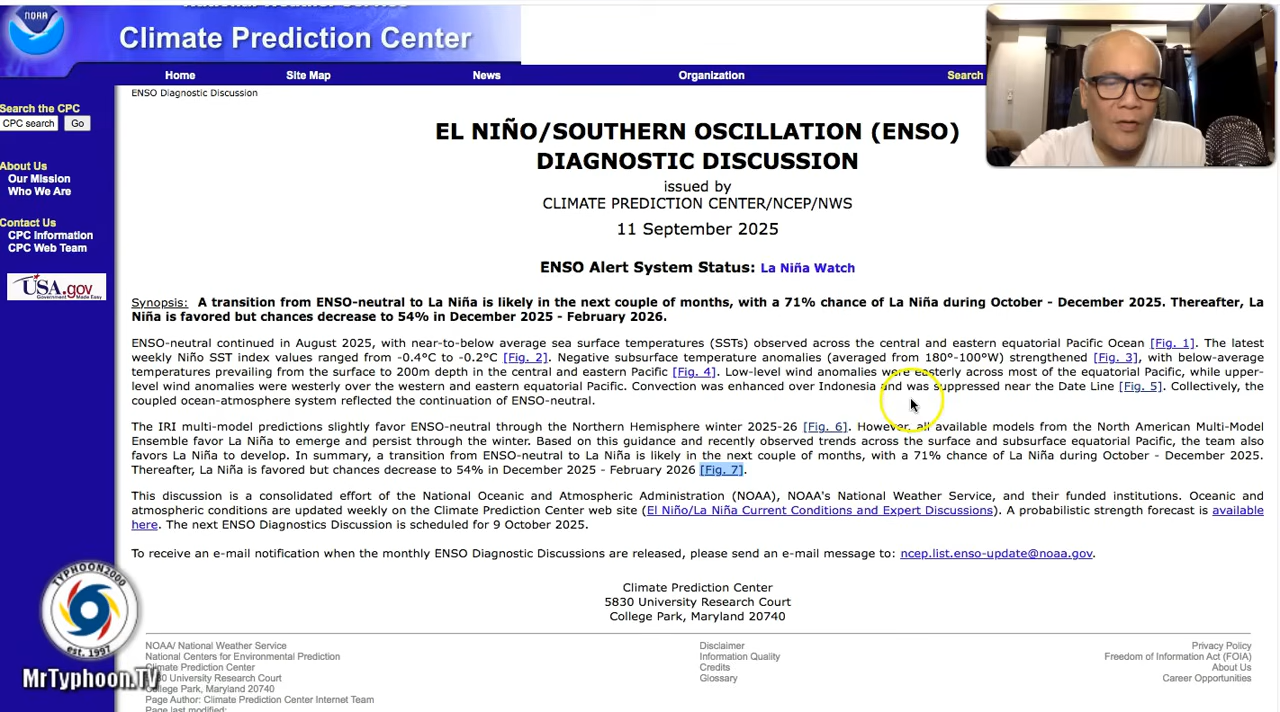 NOAA
Climate Prediction Center
Home Site Map News Organization Search
Search the CPC
CPC search Go
About Us
Our Mission
Who We Are
Contact Us
CPC Information
CPC Web Team
USA.gov
ENSO Diagnostic Discussion
EL NIÑO/SOUTHERN OSCILLATION (ENSO)
DIAGNOSTIC DISCUSSION
issued by
CLIMATE PREDICTION CENTER/NCEP/NWS
11 September 2025
ENSO Alert System Status: La Niña Watch
Synopsis: A transition from ENSO-neutral to La Niña is likely in the next couple of months, with a 71% chance of La Niña during October - December 2025. Thereafter, La
Niña is favored but chances decrease to 54% in December 2025 - February 2026.
ENSO-neutral continued in August 2025, with near-to-below average sea surface temperatures (SSTs) observed across the central and eastern equatorial Pacific Ocean [Fig. 1]. The latest
weekly Niño SST index values ranged from -0.4°C to -0.2°C [Fig. 2]. Negative subsurface temperature anomalies (averaged from 180°-100°W) strengthened [Fig. 3], with below-average
temperatures prevailing from the surface to 200m depth in the central and eastern Pacific [Fig. 4]. Low-level wind anomalies were easterly across most of the equatorial Pacific, while upper-
level wind anomalies were westerly over the western and eastern equatorial Pacific. Convection was enhanced over Indonesia and was suppressed near the Date Line [Fig. 5]. Collectively, the
coupled ocean-atmosphere system reflected the continuation of ENSO-neutral.
The IRI multi-model predictions slightly favor ENSO-neutral through the Northern Hemisphere winter 2025-26 [Fig. 6]. However, all available models from the North American Multi-Model
Ensemble favor La Niña to emerge and persist through the winter. Based on this guidance and recently observed trends across the surface and subsurface equatorial Pacific, the team also
favors La Niña to develop. In summary, a transition from ENSO-neutral to La Niña is likely in the next couple of months, with a 71% chance of La Niña during October - December 2025.
Thereafter, La Niña is favored but chances decrease to 54% in December 2025 - February 2026 [Fig. 7].
This discussion is a consolidated effort of the National Oceanic and Atmospheric Administration (NOAA), NOAA's National Weather Service, and their funded institutions. Oceanic and
atmospheric conditions are updated weekly on the Climate Prediction Center web site (El Niño/La Niña Current Conditions and Expert Discussions). A probabilistic strength forecast is available
here. The next ENSO Diagnostics Discussion is scheduled for 9 October 2025.
To receive an e-mail notification when the monthly ENSO Diagnostic Discussions are released, please send an e-mail message to: ncep.list.enso-update@noaa.gov.
Climate Prediction Center
5830 University Research Court
College Park, Maryland 20740
NOAA/ National Weather Service
National Centers for Environmental Prediction
Climate Prediction Center
University Research Court
College Park, Maryland 20740
Page Author: Climate Prediction Center Internet Team
Page last modified:
Disclaimer
Information Quality
Credits
Glossary
Privacy Policy
Freedom of Information Act (FOIA)
About Us
Career Opportunities
TYPHOON2000
est. 1997
MrTyphoon.TV